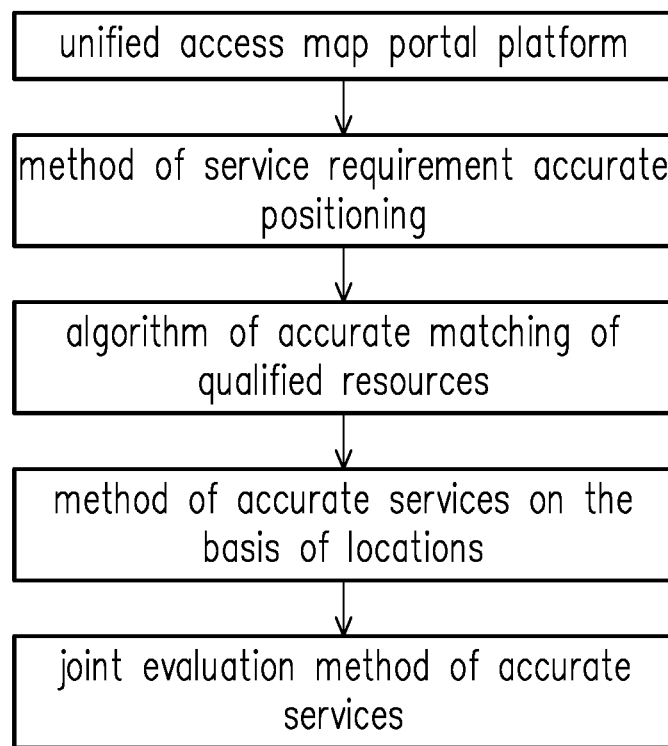 unified access map portal platform
method of service requirement accurate
positioning
algorithm of accurate matching of
qualified resources
method of accurate services on the
basis of locations
joint evaluation method of accurate
services